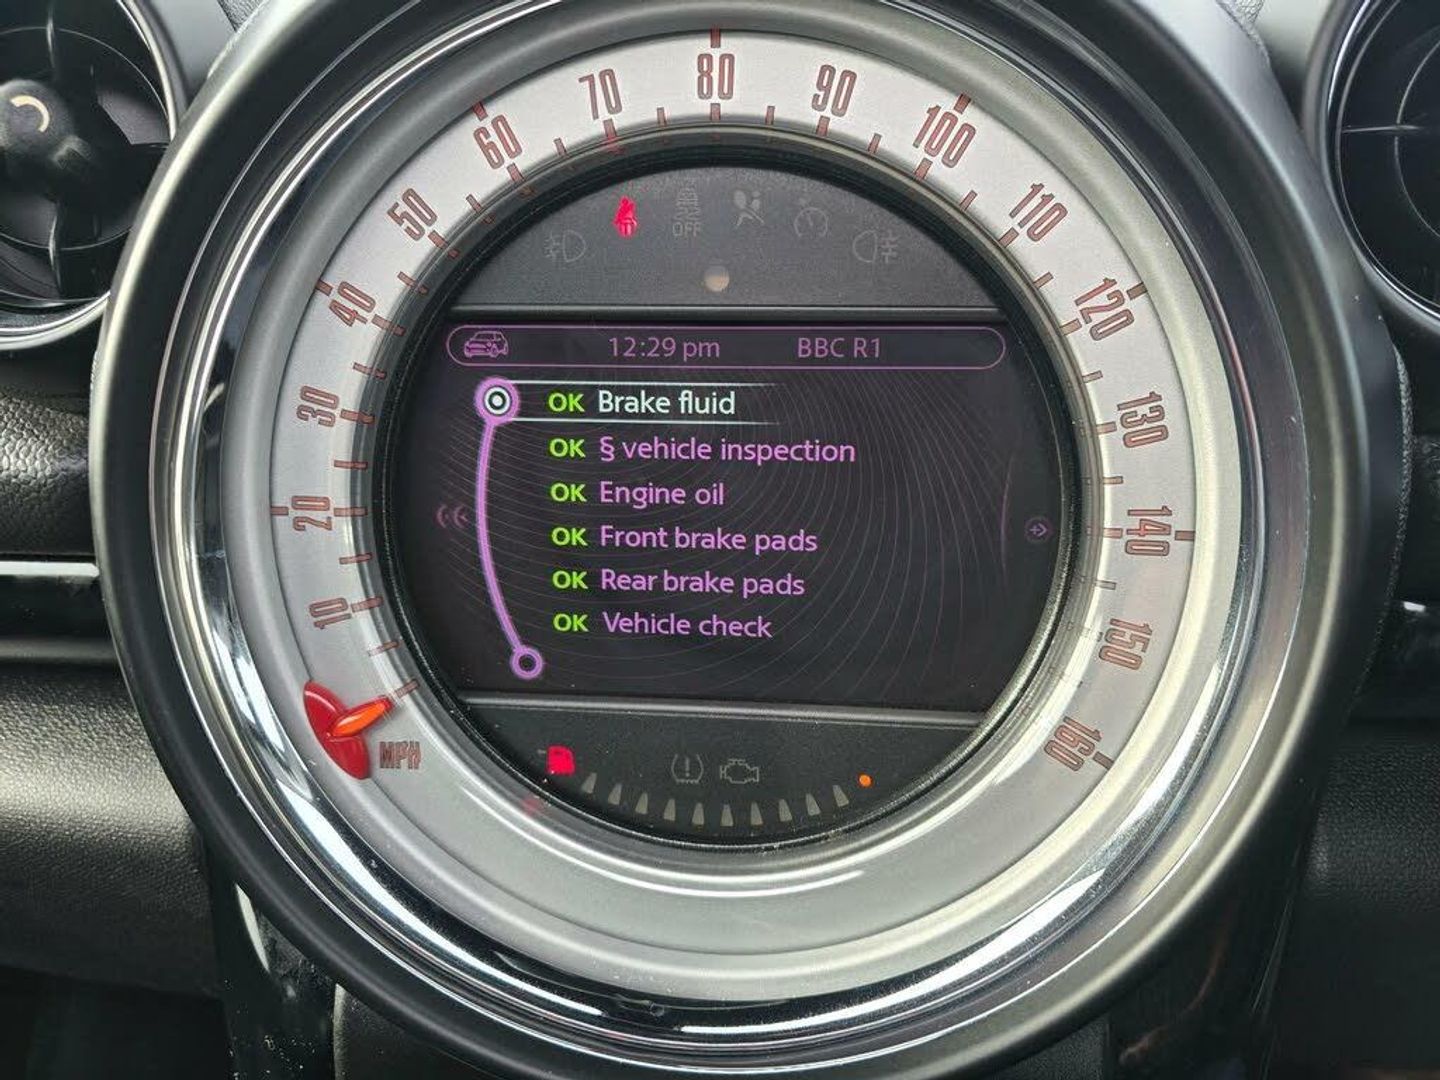 80
70
90
60
100
50
110
OFF
40
120
12:29 pm BBC R1
30
130
OK Brake fluid
OK § vehicle inspection
OK Engine oil
20
140
OK Front brake pads
OK Rear brake pads
10
150
OK Vehicle check
160
MPH